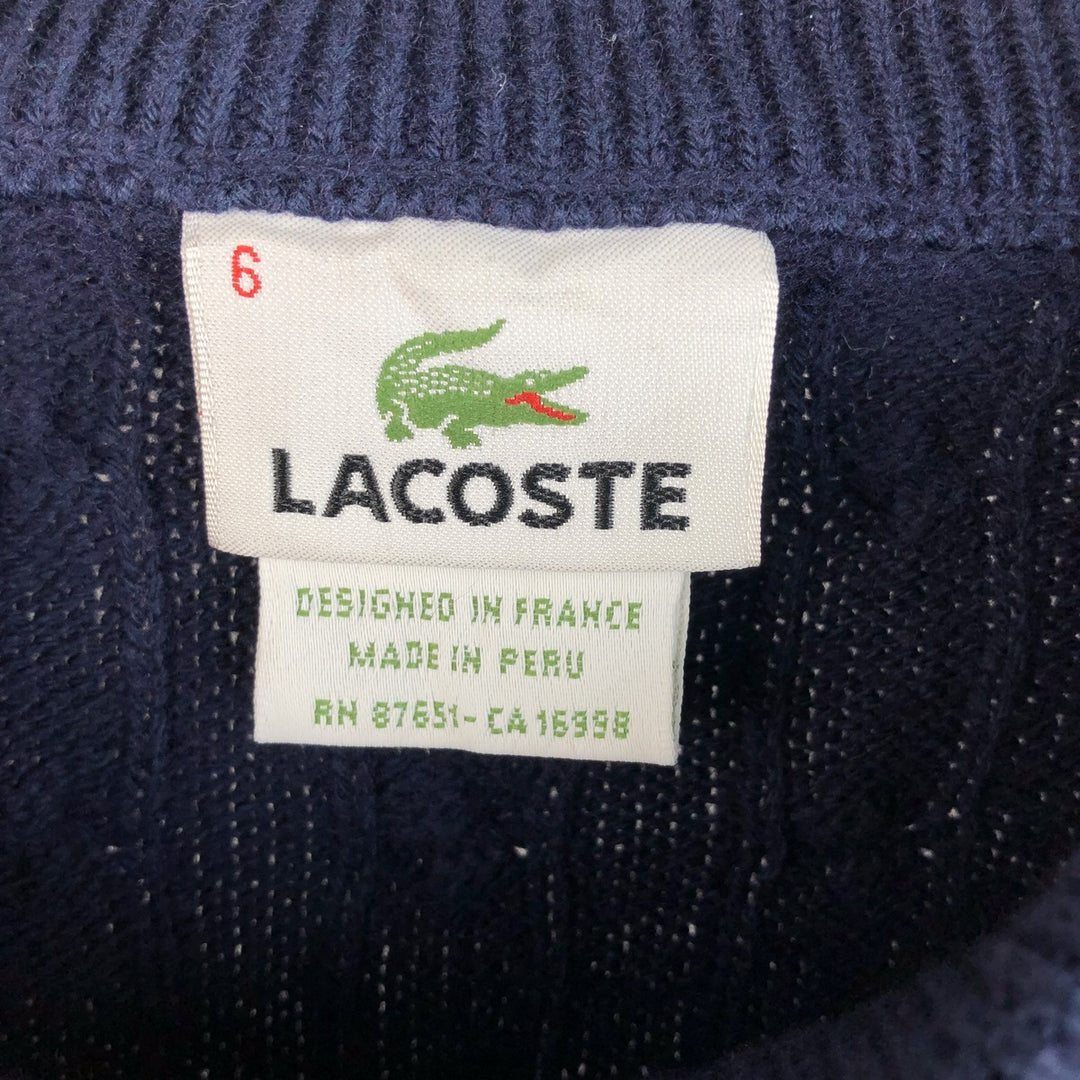 6
LACOSTE
DESIGNED IN FRANCE
MADE IN PERU
RN 87651-CA 16998